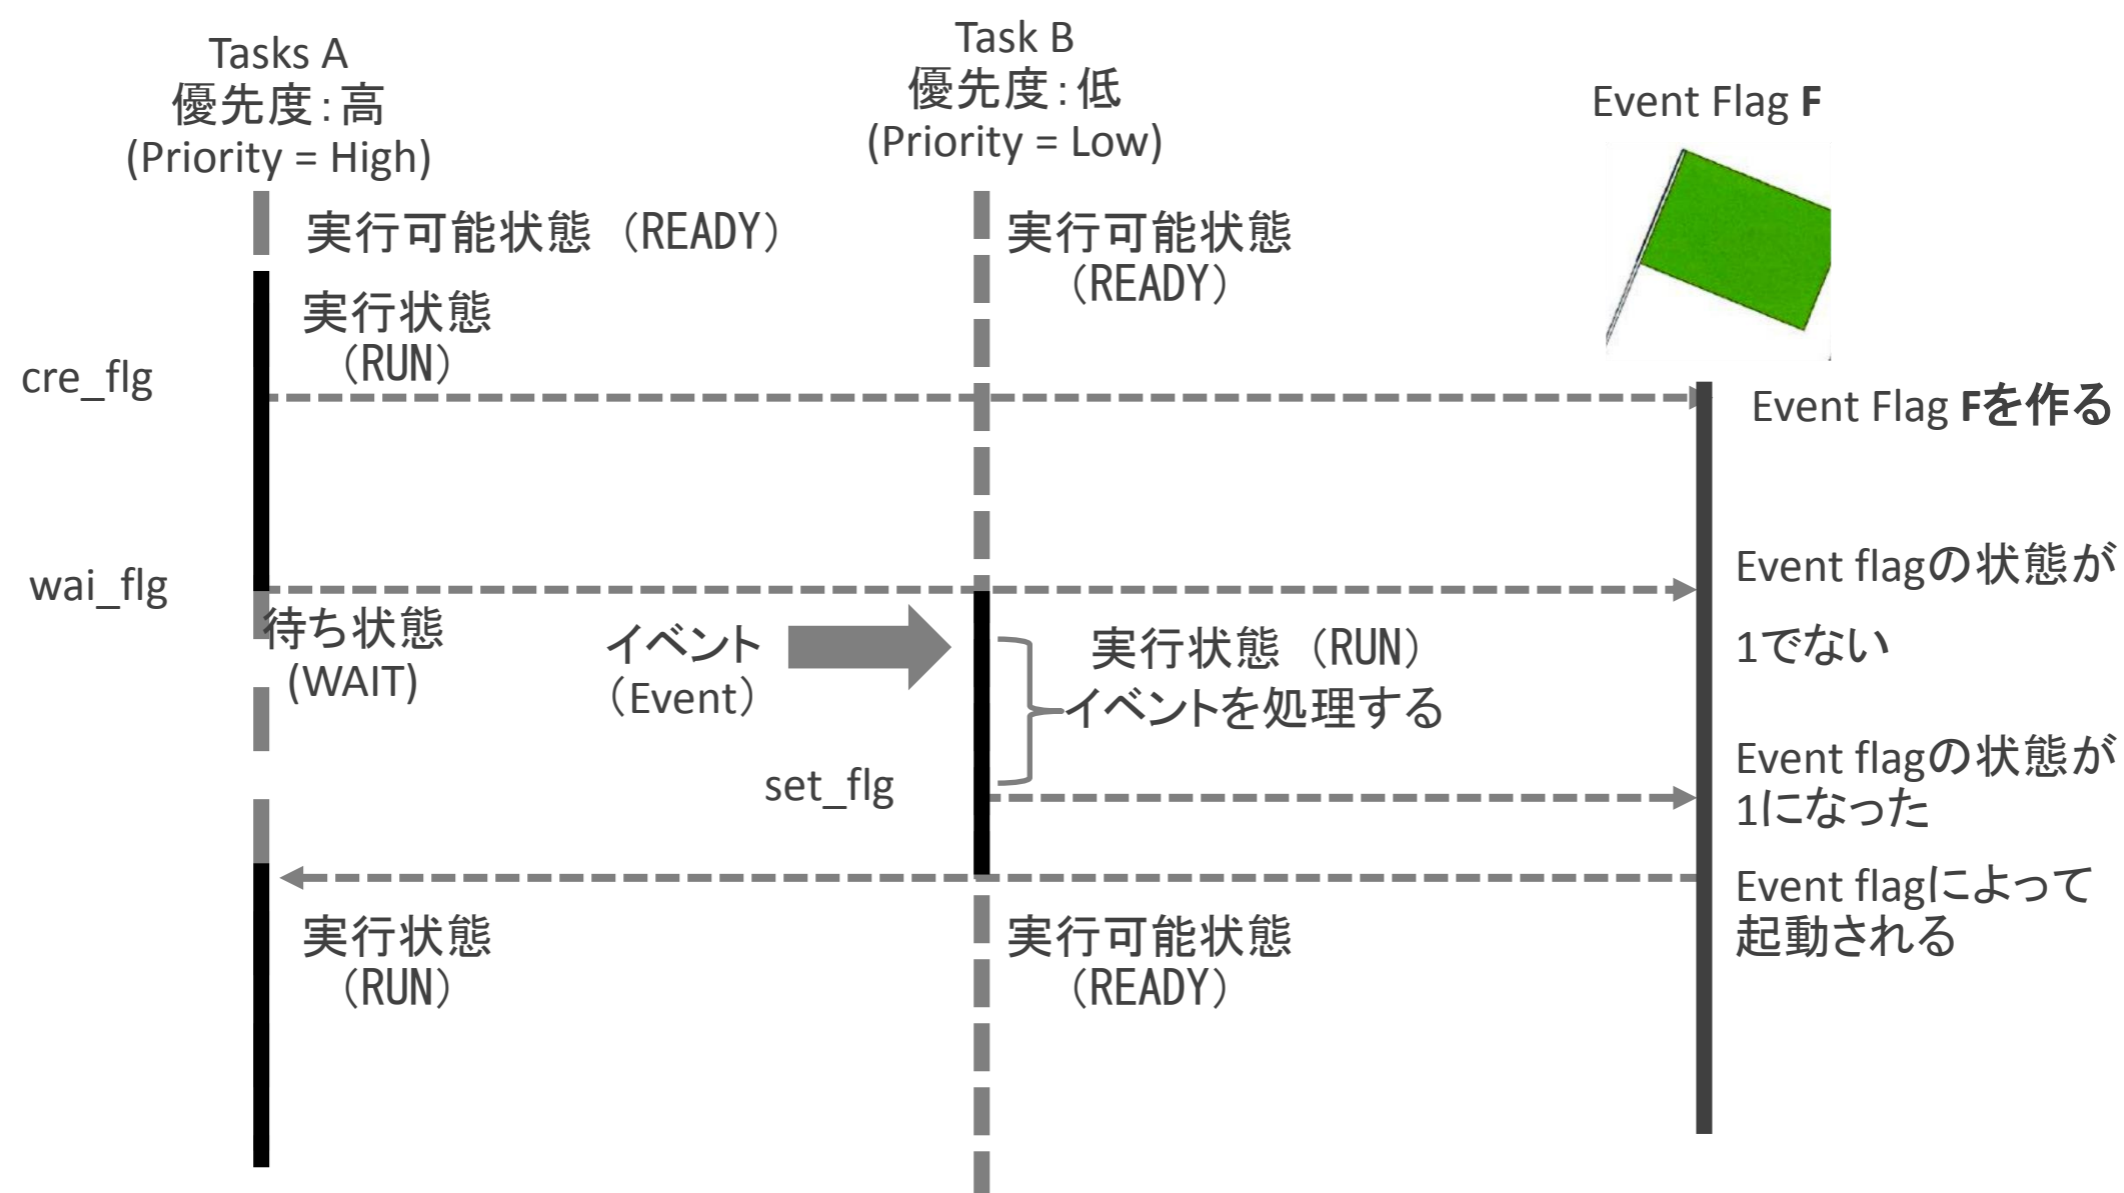 Tasks A
優先度：高
(Priority = High)
Task B
優先度：低
(Priority = Low)
Event Flag F
実行可能状態（READY）
実行可能状態
（READY）
実行状態
（RUN）
cre_flg
Event Flag Fを作る
wai_flg
Event flagの状態が
1でない
待ち状態
(WAIT)
イベント
（Event）
実行状態（RUN）
イベントを処理する
set_flg
Event flagの状態が
1になった
Event flagによって
起動される
実行状態
（RUN）
実行可能状態
（READY）